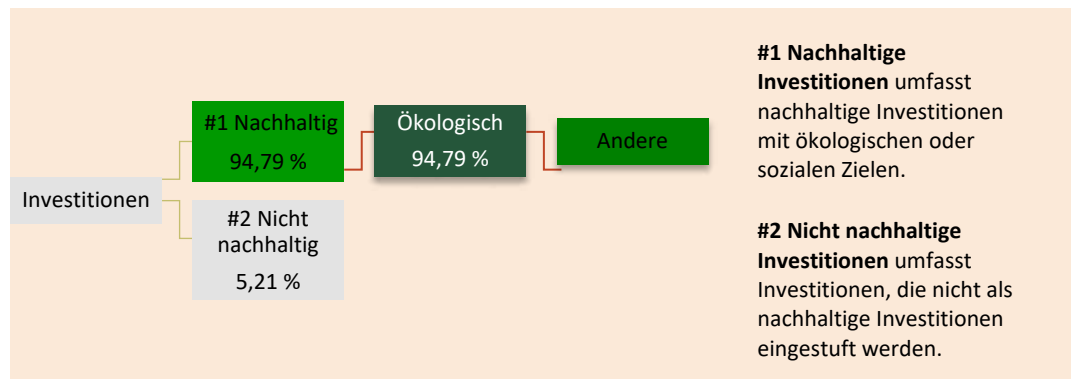 Investitionen
#1 Nachhaltig
94,79 %
#2 Nicht
nachhaltig
5,21 %
Ökologisch
94,79 %
Andere
#1 Nachhaltige
Investitionen umfasst
nachhaltige Investitionen
mit ökologischen oder
sozialen Zielen.
#2 Nicht nachhaltige
Investitionen umfasst
Investitionen, die nicht als
nachhaltige Investitionen
eingestuft werden.